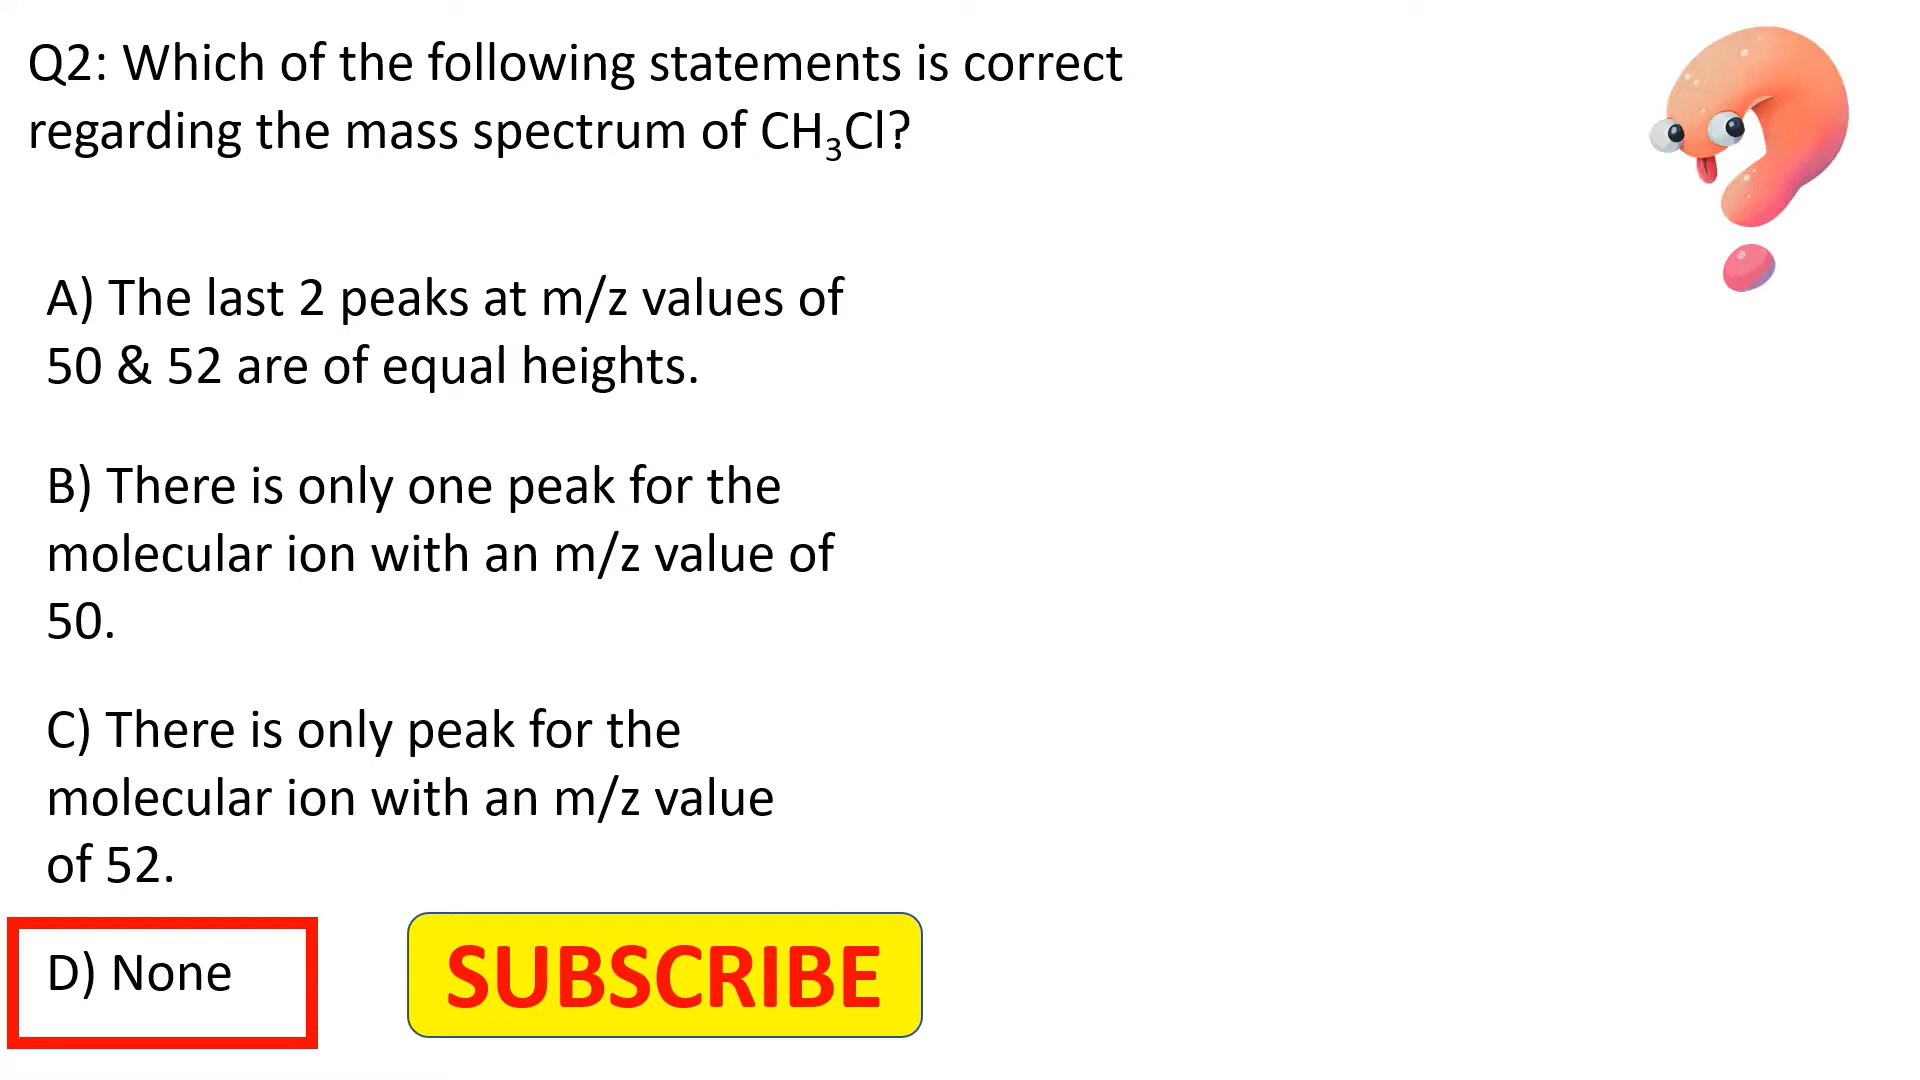 Q2: Which of the following statements is correct
regarding the mass spectrum of CH₃Cl?
A) The last 2 peaks at m/z values of
50 & 52 are of equal heights.
B) There is only one peak for the
molecular ion with an m/z value of
50.
C) There is only peak for the
molecular ion with an m/z value
of 52.
D) None
SUBSCRIBE